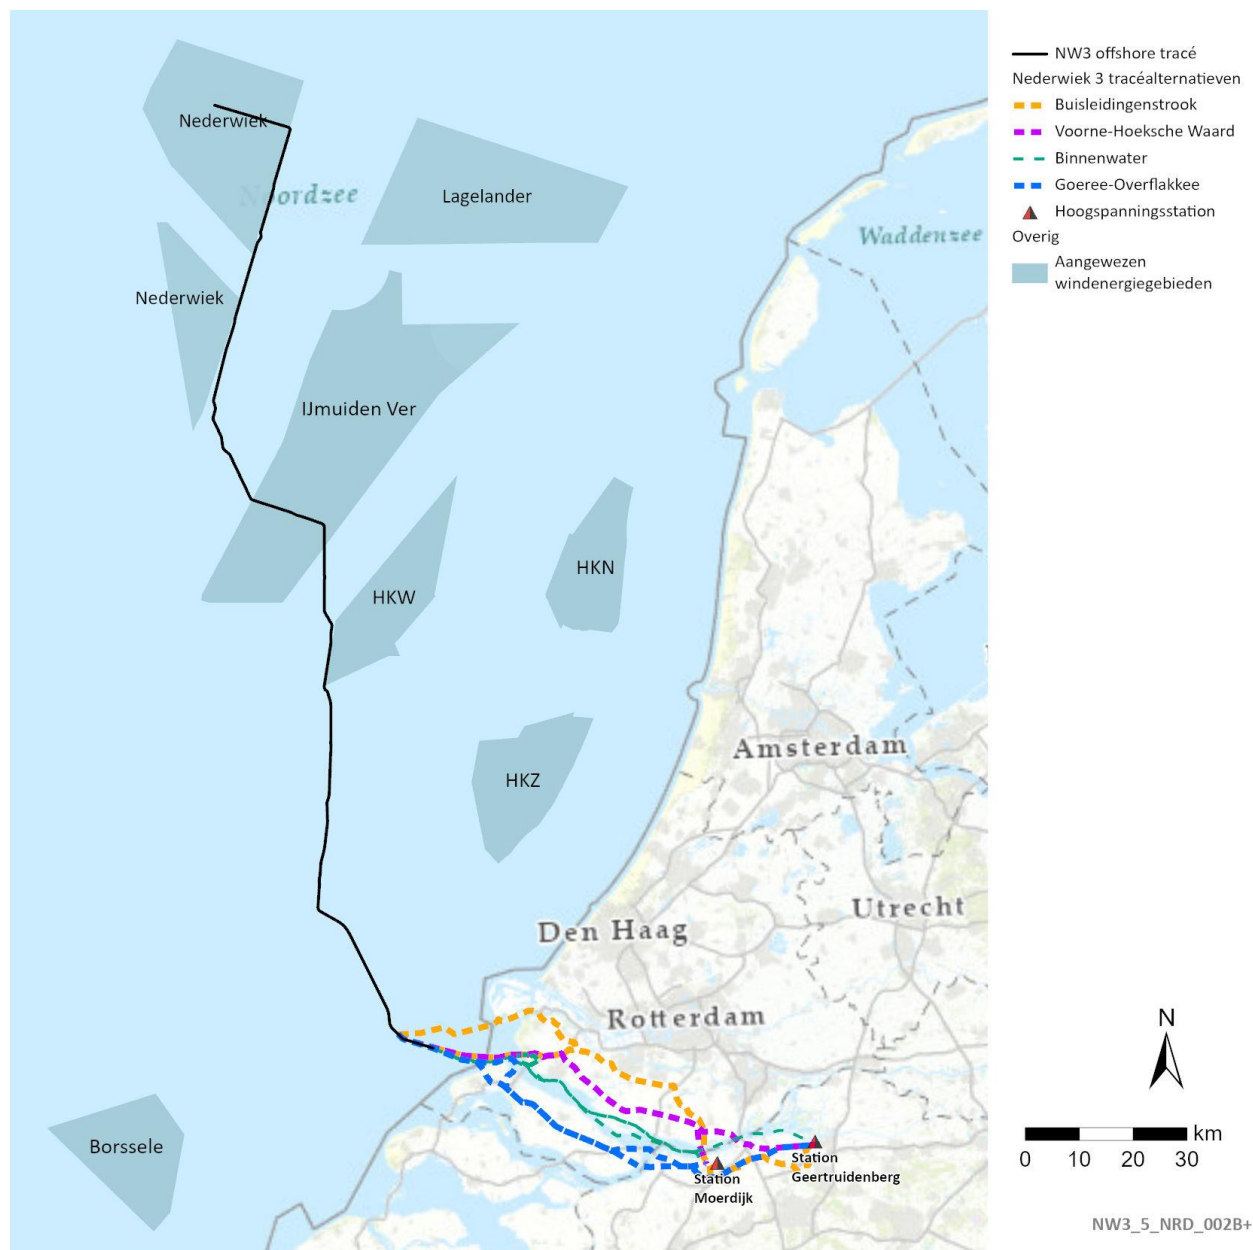 Nederwiek
Noordzee
Lagelander
Waddenzee
Nederwiek
IJmuiden Ver
HKN
HKW
Amsterdam
HKZ
Utrecht
Den Haag
Rotterdam
Borssele
Station
Geertruidenberg
Station
Moerdijk
NW3 offshore tracé
Nederwiek 3 tracéalternatieven
Buisleidingenstrook
Voorne-Hoeksche Waard
Binnenwater
Goeree-Overflakkee
Hoogspanningsstation
Overig
Aangewezen
windenergiegebieden
N
km
0 10 20 30
NW3_5_NRD_002B+